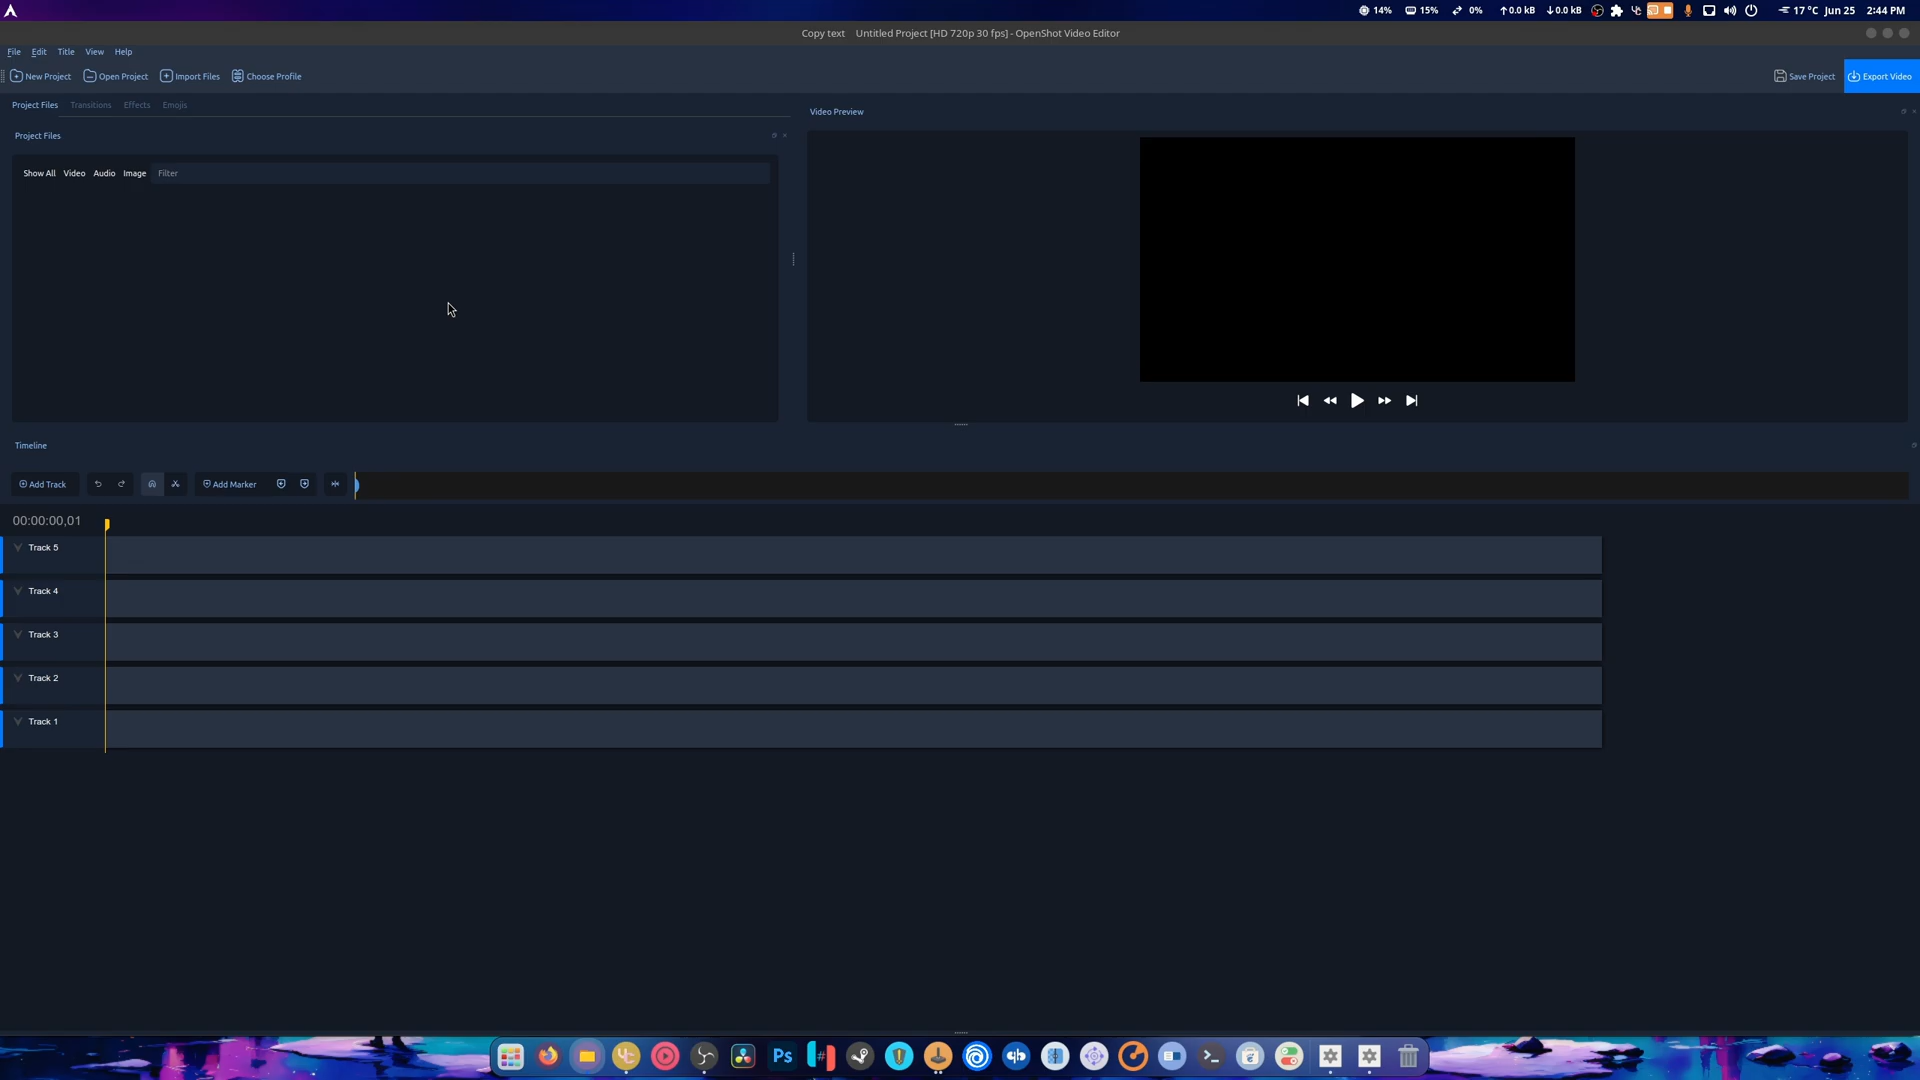 14% 15% 0% ↑0.0 kB ↓0.0 kB 17 °C Jun 25 2:44 PM
Copy text Untitled Project [HD 720p 30 fps] - OpenShot Video Editor
File Edit Title View Help
New Project Open Project Import Files Choose Profile Save Project Export Video
Project Files Transitions Effects Emojis
Video Preview
Project Files
Show All Video Audio Image Filter
Timeline
Add Track Add Marker
00:00:00,01
Track 5
Track 4
Track 3
Track 2
Track 1
Ps